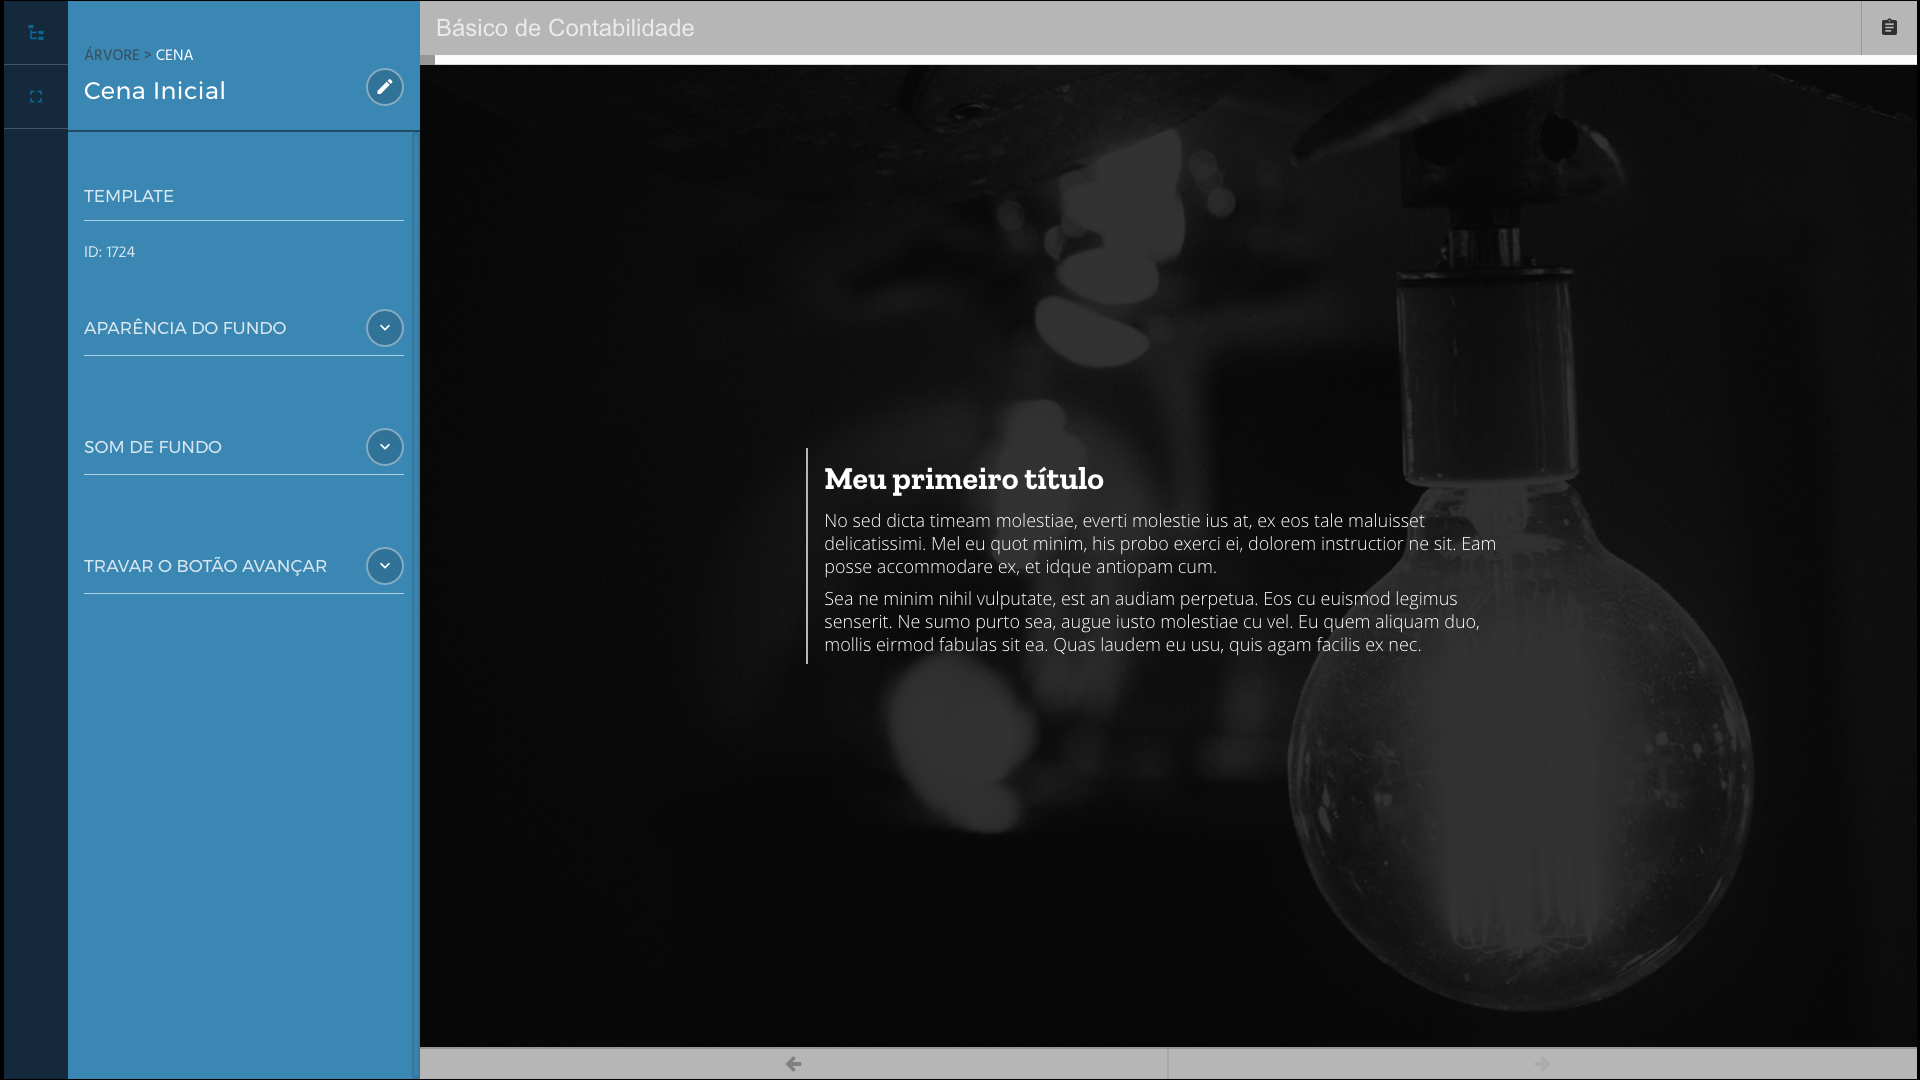 ÁRVORE > CENA
Cena Inicial
TEMPLATE
ID: 1724
APARÊNCIA DO FUNDO
SOM DE FUNDO
TRAVAR O BOTÃO AVANÇAR
Básico de Contabilidade
Meu primeiro título
No sed dicta timeam molestiae, everti molestie ius at, ex eos tale maluisset
delicatissimi. Mel eu quot minim, his probo exerci ei, dolorem instructior ne sit. Eam
posse accommodare ex, et idque antiopam cum.
Sea ne minim nihil vulputate, est an audiam perpetua. Eos cu euismod legimus
senserit. Ne sumo purto sea, augue iusto molestiae cu vel. Eu quem aliquam duo,
mollis eirmod fabulas sit ea. Quas laudem eu usu, quis agam facilis ex nec.